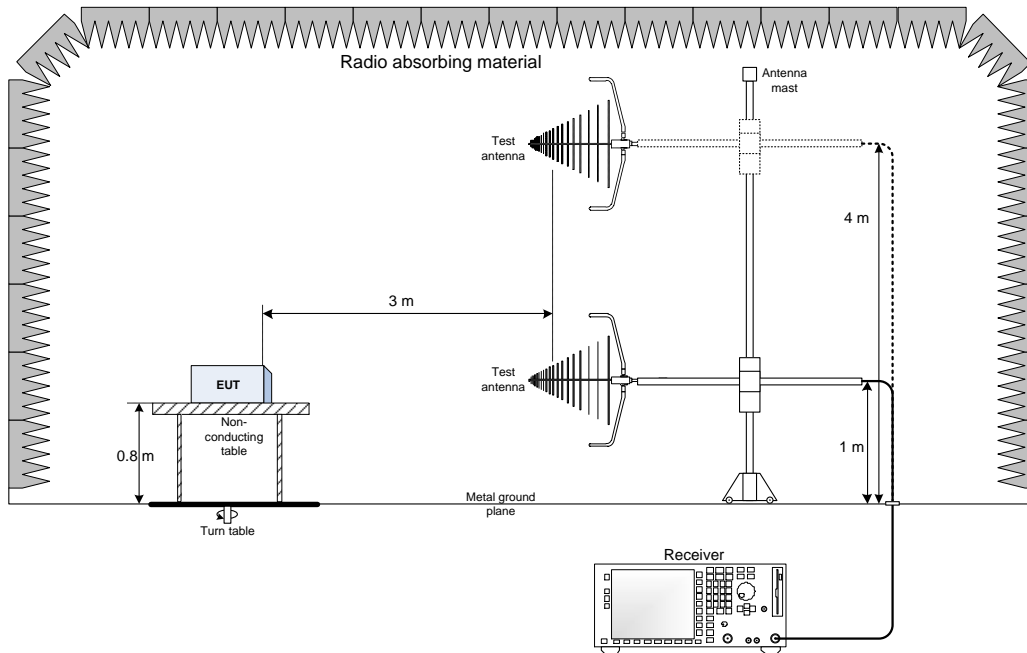 Radio absorbing material
Antenna
mast
Test
antenna
4 m
3 m
Test
antenna
EUT
Non-
conducting
table
0.8 m
1 m
Metal ground
plane
Turn table
Receiver